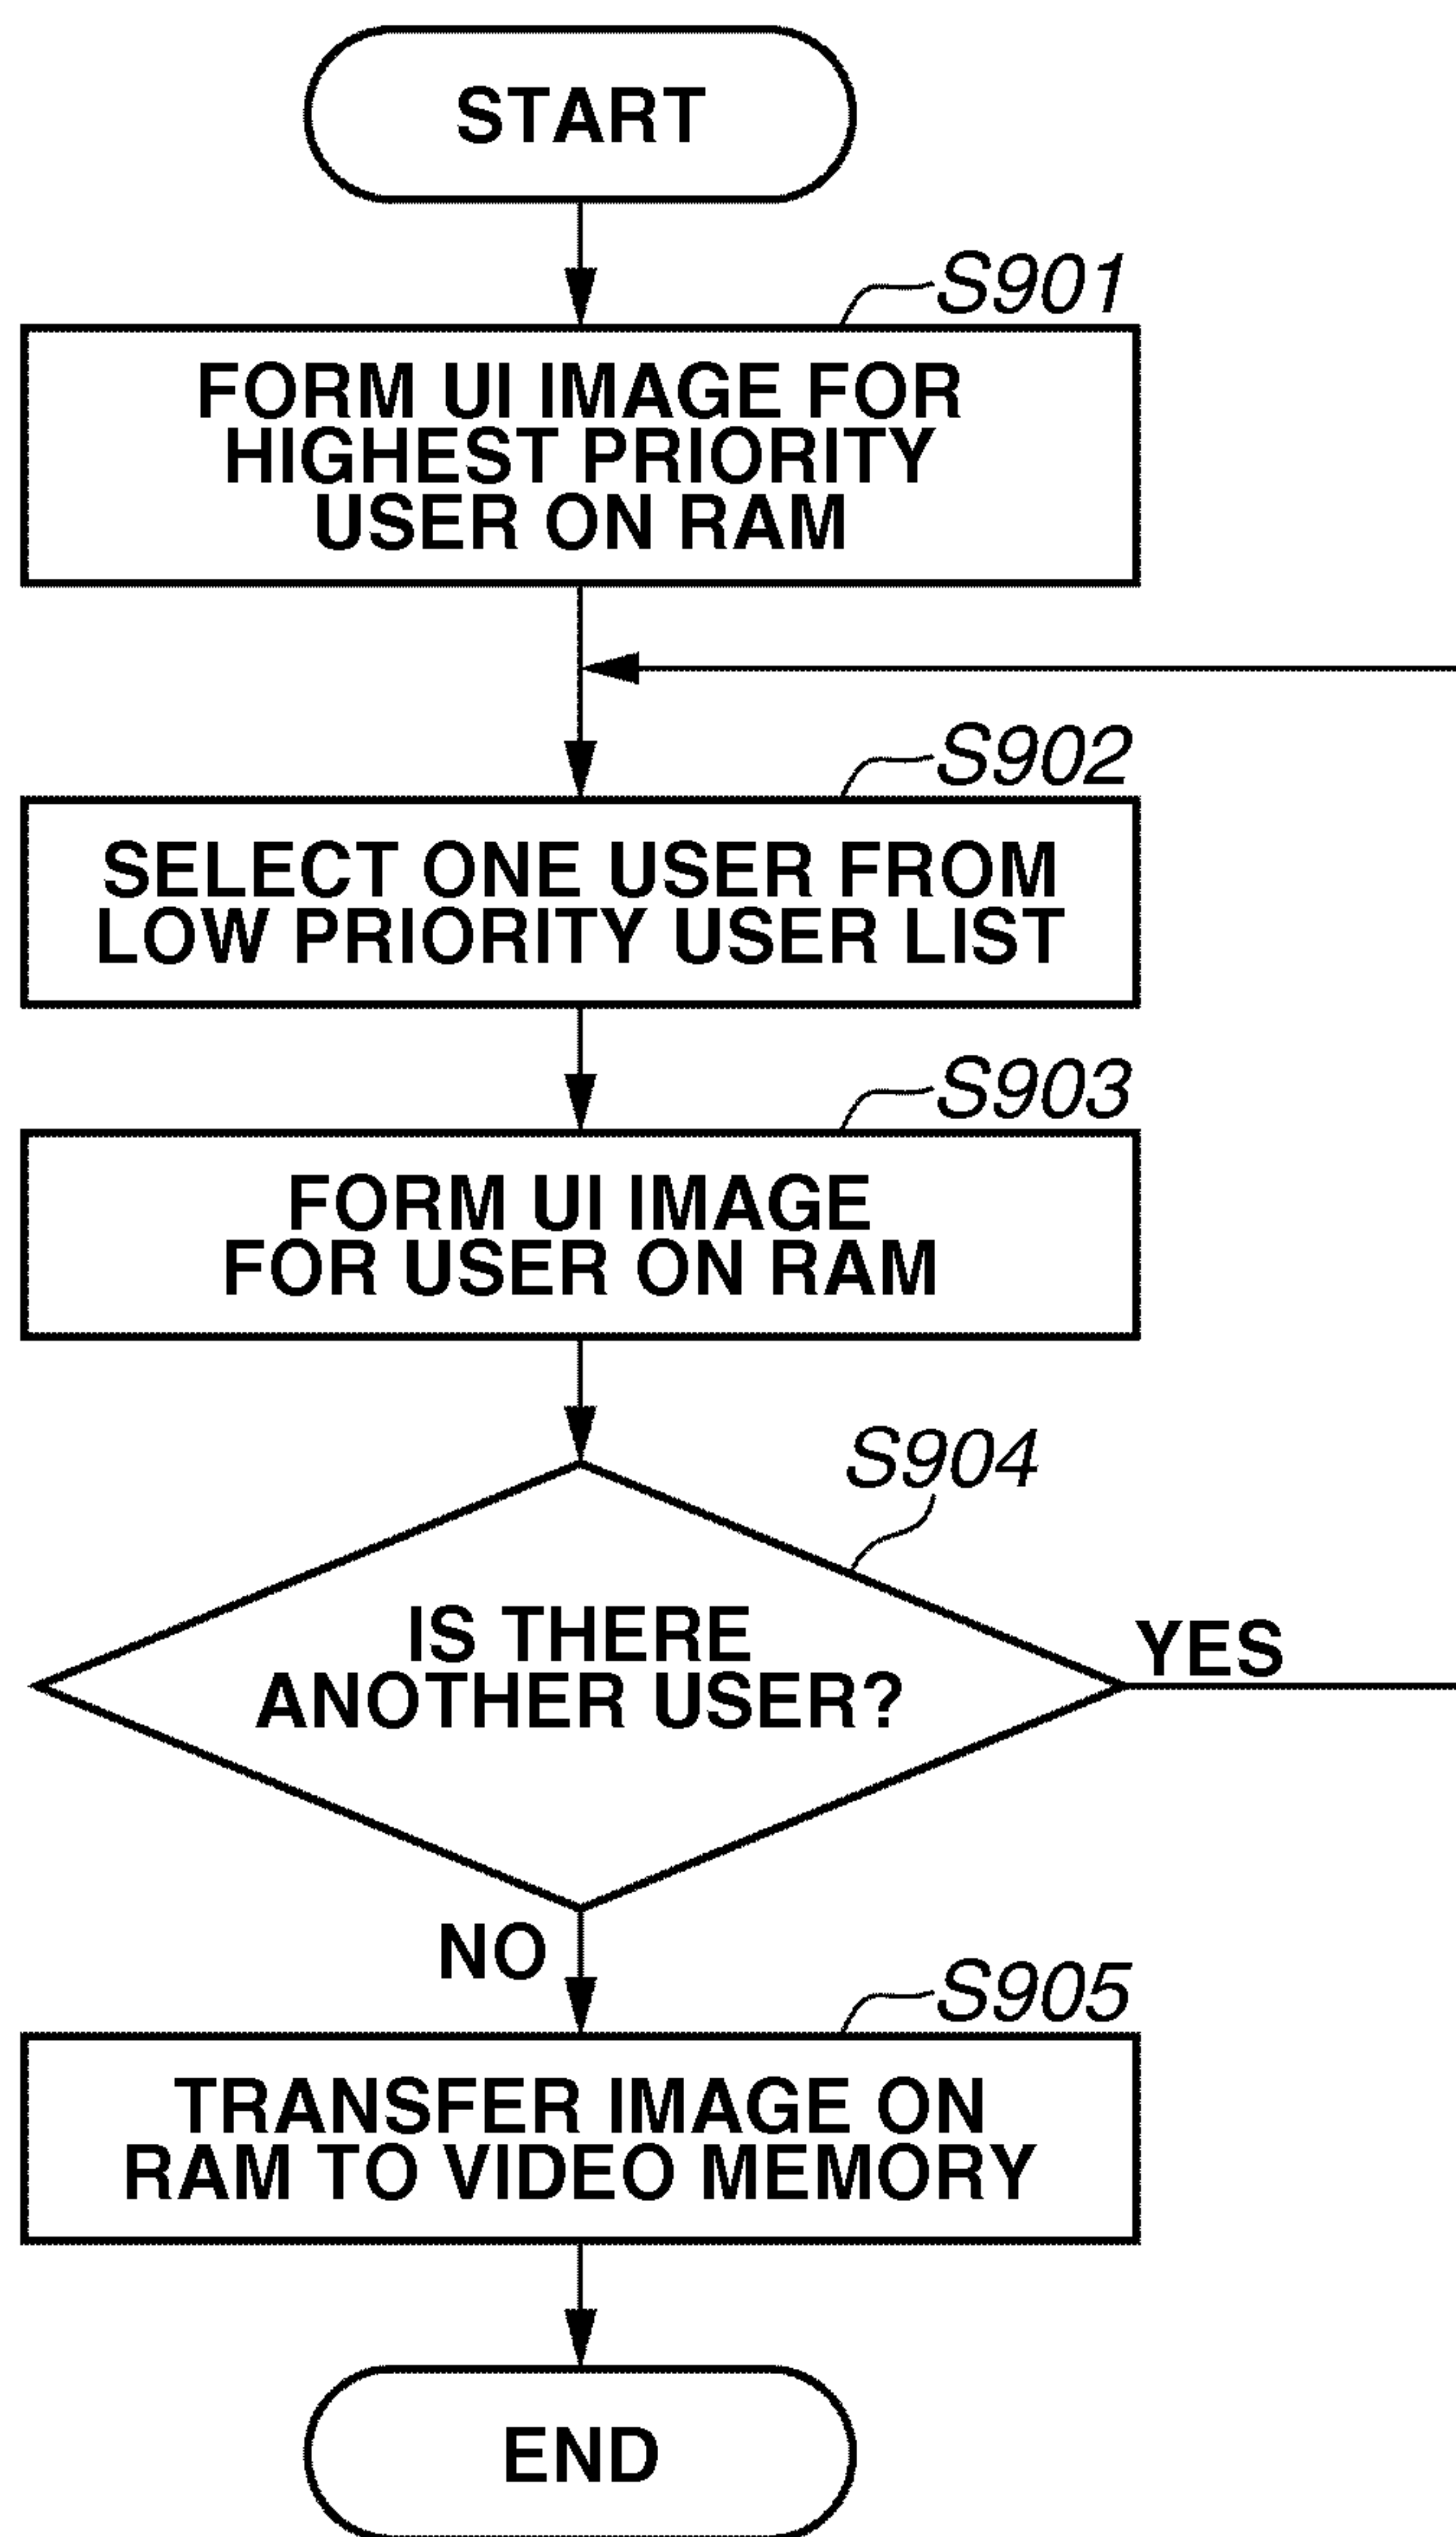 START
S901
FORM UI IMAGE FOR
HIGHEST PRIORITY
USER ON RAM
S902
SELECT ONE USER FROM
LOW PRIORITY USER LIST
S903
FORM UI IMAGE
FOR USER ON RAM
S904
IS THERE
ANOTHER USER?
YES
NO
S905
TRANSFER IMAGE ON
RAM TO VIDEO MEMORY
END